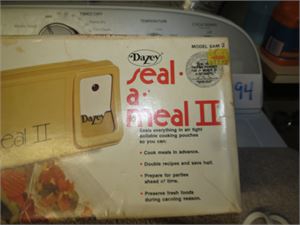 TEMPERATURE
Dazey
MODEL SAM 2
seal·
a·
meal II
Seals everything in air tight
boilable cooking pouches
so you can:
• Cook meals in advance.
• Double recipes and save half.
• Prepare for parties
ahead of time.
• Preserve fresh foods
during canning season.
Dazey
eal II
94